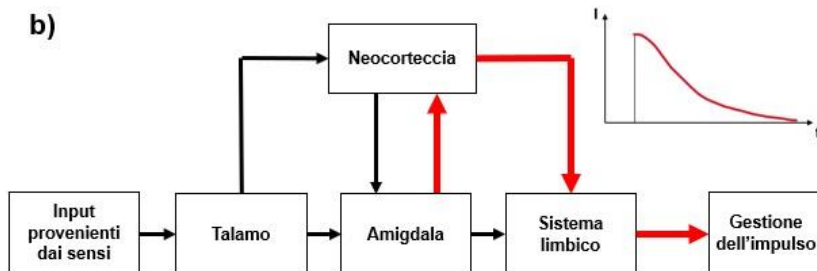 b)
I
Neocorteccia
t
Input
provenienti
dai sensi
Talamo
Amigdala
Sistema
limbico
Gestione
dell'impulso